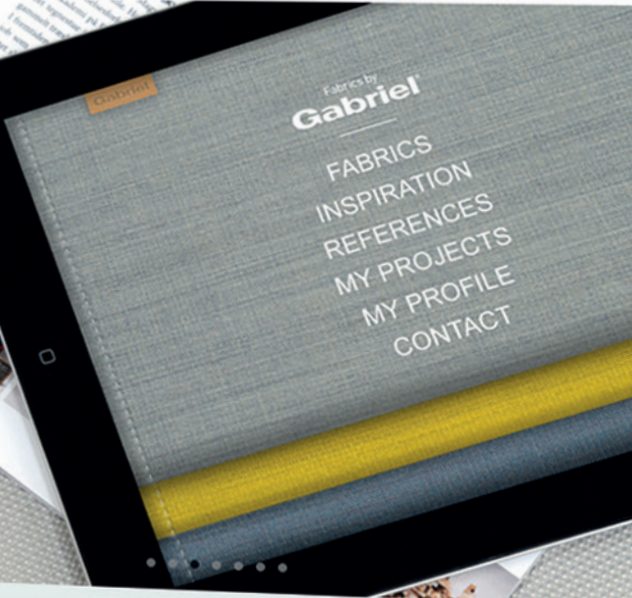 Gabriel
Fabrics by
Gabriel®
FABRICS
INSPIRATION
REFERENCES
MY PROJECTS
MY PROFILE
CONTACT